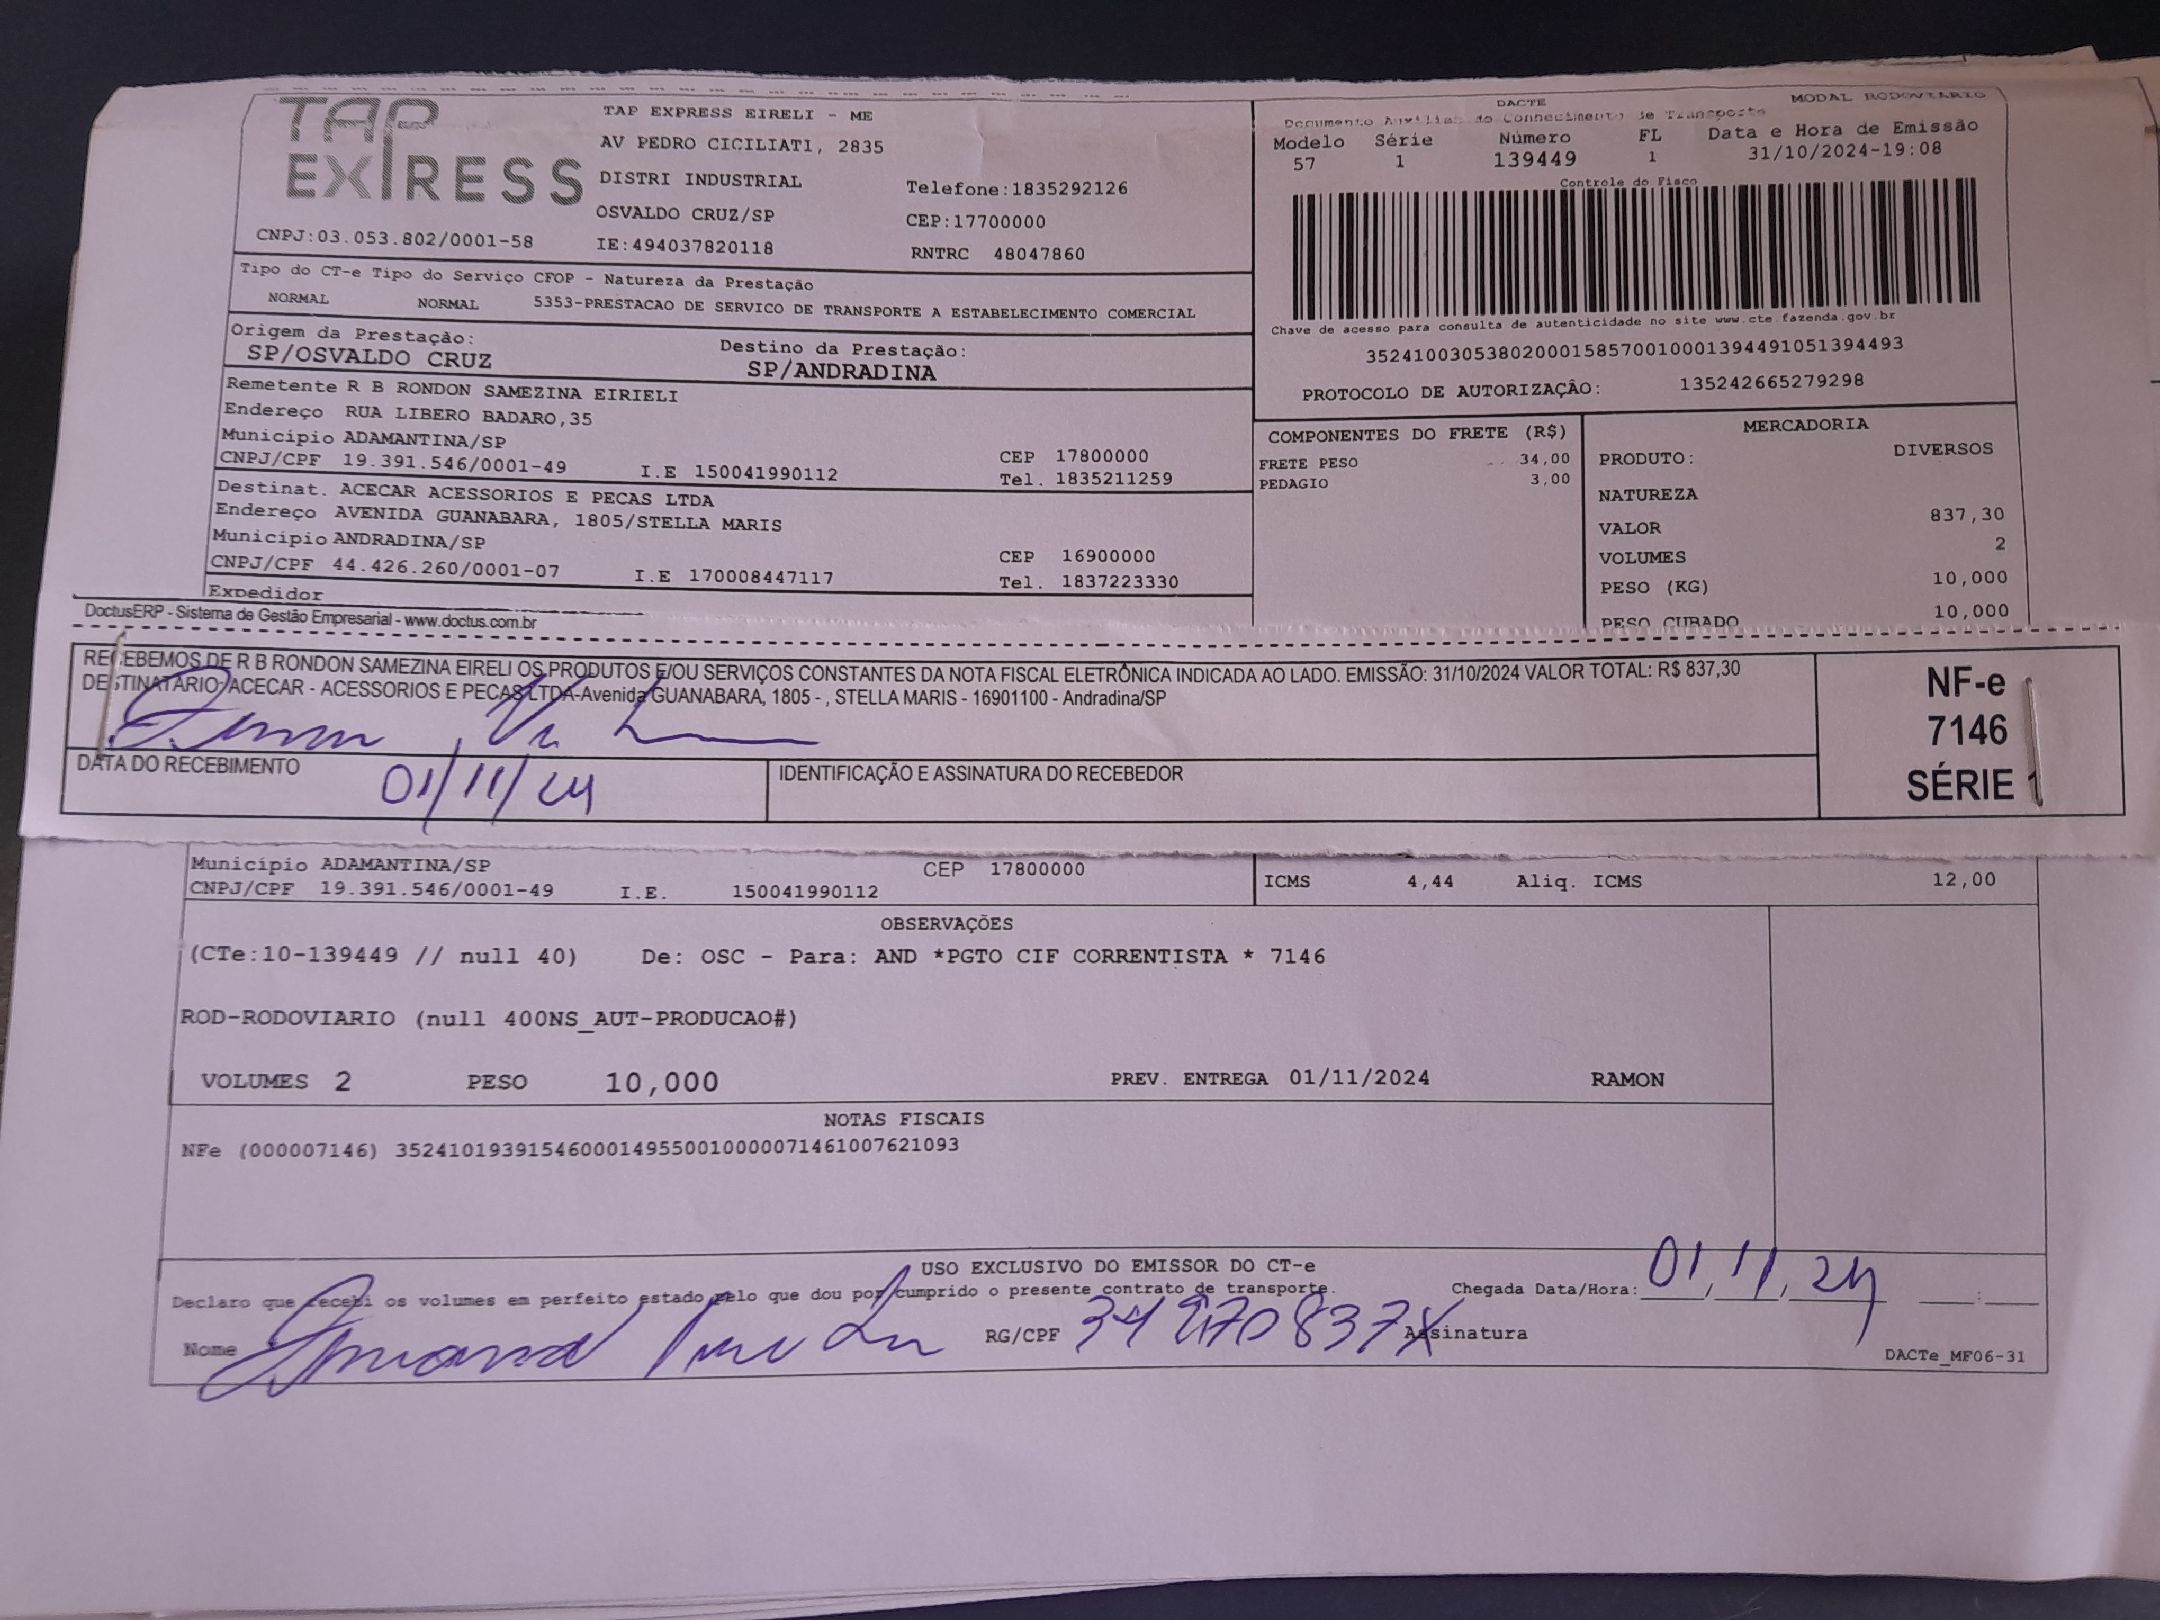 TAP EXPRESS
TAP EXPRESS EIRELI - ME
AV PEDRO CICILIATI, 2835
DISTRI INDUSTRIAL
Telefone:1835292126
OSVALDO CRUZ/SP
CEP:17700000
CNPJ:03.053.802/0001-58
IE:494037820118
RNTRC 48047860
DACTE
MODAL RODOVIARIO
Documento Auxiliar do Conhecimento de Transporte
Modelo Série Número FL Data e Hora de Emissão
57 1 139449 1 31/10/2024-19:08
Controle do Fisco
Chave de acesso para consulta de autenticidade no site www.cte.fazenda.gov.br
35241003053802000158570010001394491051394493
PROTOCOLO DE AUTORIZAÇÃO: 135242665279298
Tipo do CT-e Tipo do Serviço CFOP - Natureza da Prestação
NORMAL NORMAL 5353-PRESTACAO DE SERVICO DE TRANSPORTE A ESTABELECIMENTO COMERCIAL
Origem da Prestação: Destino da Prestação:
SP/OSVALDO CRUZ SP/ANDRADINA
Remetente R B RONDON SAMEZINA EIRIELI
Endereço RUA LIBERO BADARO,35
Município ADAMANTINA/SP CEP 17800000
CNPJ/CPF 19.391.546/0001-49 I.E 150041990112 Tel. 1835211259
Destinat. ACECAR ACESSORIOS E PECAS LTDA
Endereço AVENIDA GUANABARA, 1805/STELLA MARIS
Município ANDRADINA/SP CEP 16900000
CNPJ/CPF 44.426.260/0001-07 I.E 170008447117 Tel. 1837223330
Expedidor
COMPONENTES DO FRETE (R$)
FRETE PESO 34,00
PEDAGIO 3,00
MERCADORIA
PRODUTO: DIVERSOS
NATUREZA
VALOR 837,30
VOLUMES 2
PESO (KG) 10,000
PESO CUBADO 10,000
DoctusERP - Sistema de Gestão Empresarial - www.doctus.com.br
RECEBEMOS DE R B RONDON SAMEZINA EIRELI OS PRODUTOS E/OU SERVIÇOS CONSTANTES DA NOTA FISCAL ELETRÔNICA INDICADA AO LADO. EMISSÃO: 31/10/2024 VALOR TOTAL: R$ 837,30
DESTINATÁRIO: ACECAR - ACESSORIOS E PECAS LTDA-Avenida GUANABARA, 1805 - , STELLA MARIS - 16901100 - Andradina/SP
DATA DO RECEBIMENTO
01/11/24
IDENTIFICAÇÃO E ASSINATURA DO RECEBEDOR
NF-e
7146
SÉRIE 1
Município ADAMANTINA/SP CEP 17800000
CNPJ/CPF 19.391.546/0001-49 I.E. 150041990112
ICMS 4,44 Aliq. ICMS 12,00
OBSERVAÇÕES
(CTe:10-139449 // null 40) De: OSC - Para: AND *PGTO CIF CORRENTISTA * 7146
ROD-RODOVIARIO (null 400NS_AUT-PRODUCAO#)
VOLUMES 2 PESO 10,000 PREV. ENTREGA 01/11/2024 RAMON
NOTAS FISCAIS
NFe (000007146) 35241019391546000149550010000071461007621093
USO EXCLUSIVO DO EMISSOR DO CT-e
Declaro que recebi os volumes em perfeito estado pelo que dou por cumprido o presente contrato de transporte. Chegada Data/Hora: 01/11/24
Nome RG/CPF 34970837X Assinatura
DACTe_MF06-31